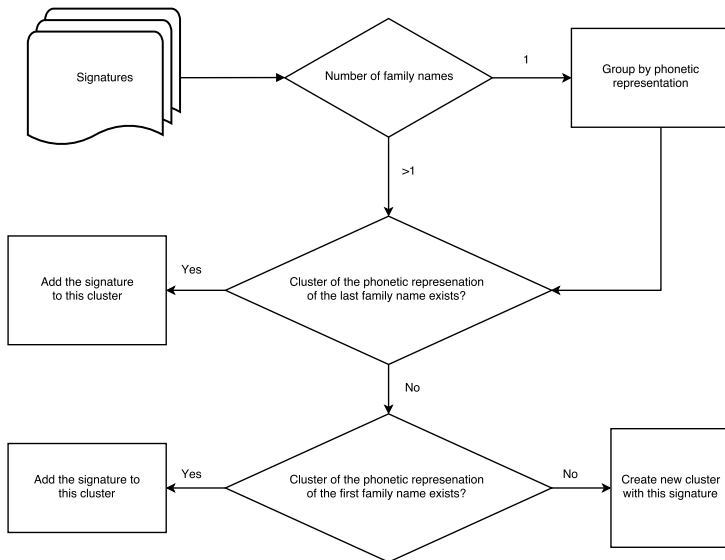 Signatures
Number of family names
1
Group by phonetic
representation
>1
Add the signature
to this cluster
Yes
Cluster of the phonetic represenation
of the last family name exists?
No
Add the signature to
this cluster
Yes
Cluster of the phonetic represenation
of the first family name exists?
No
Create new cluster
with this signature